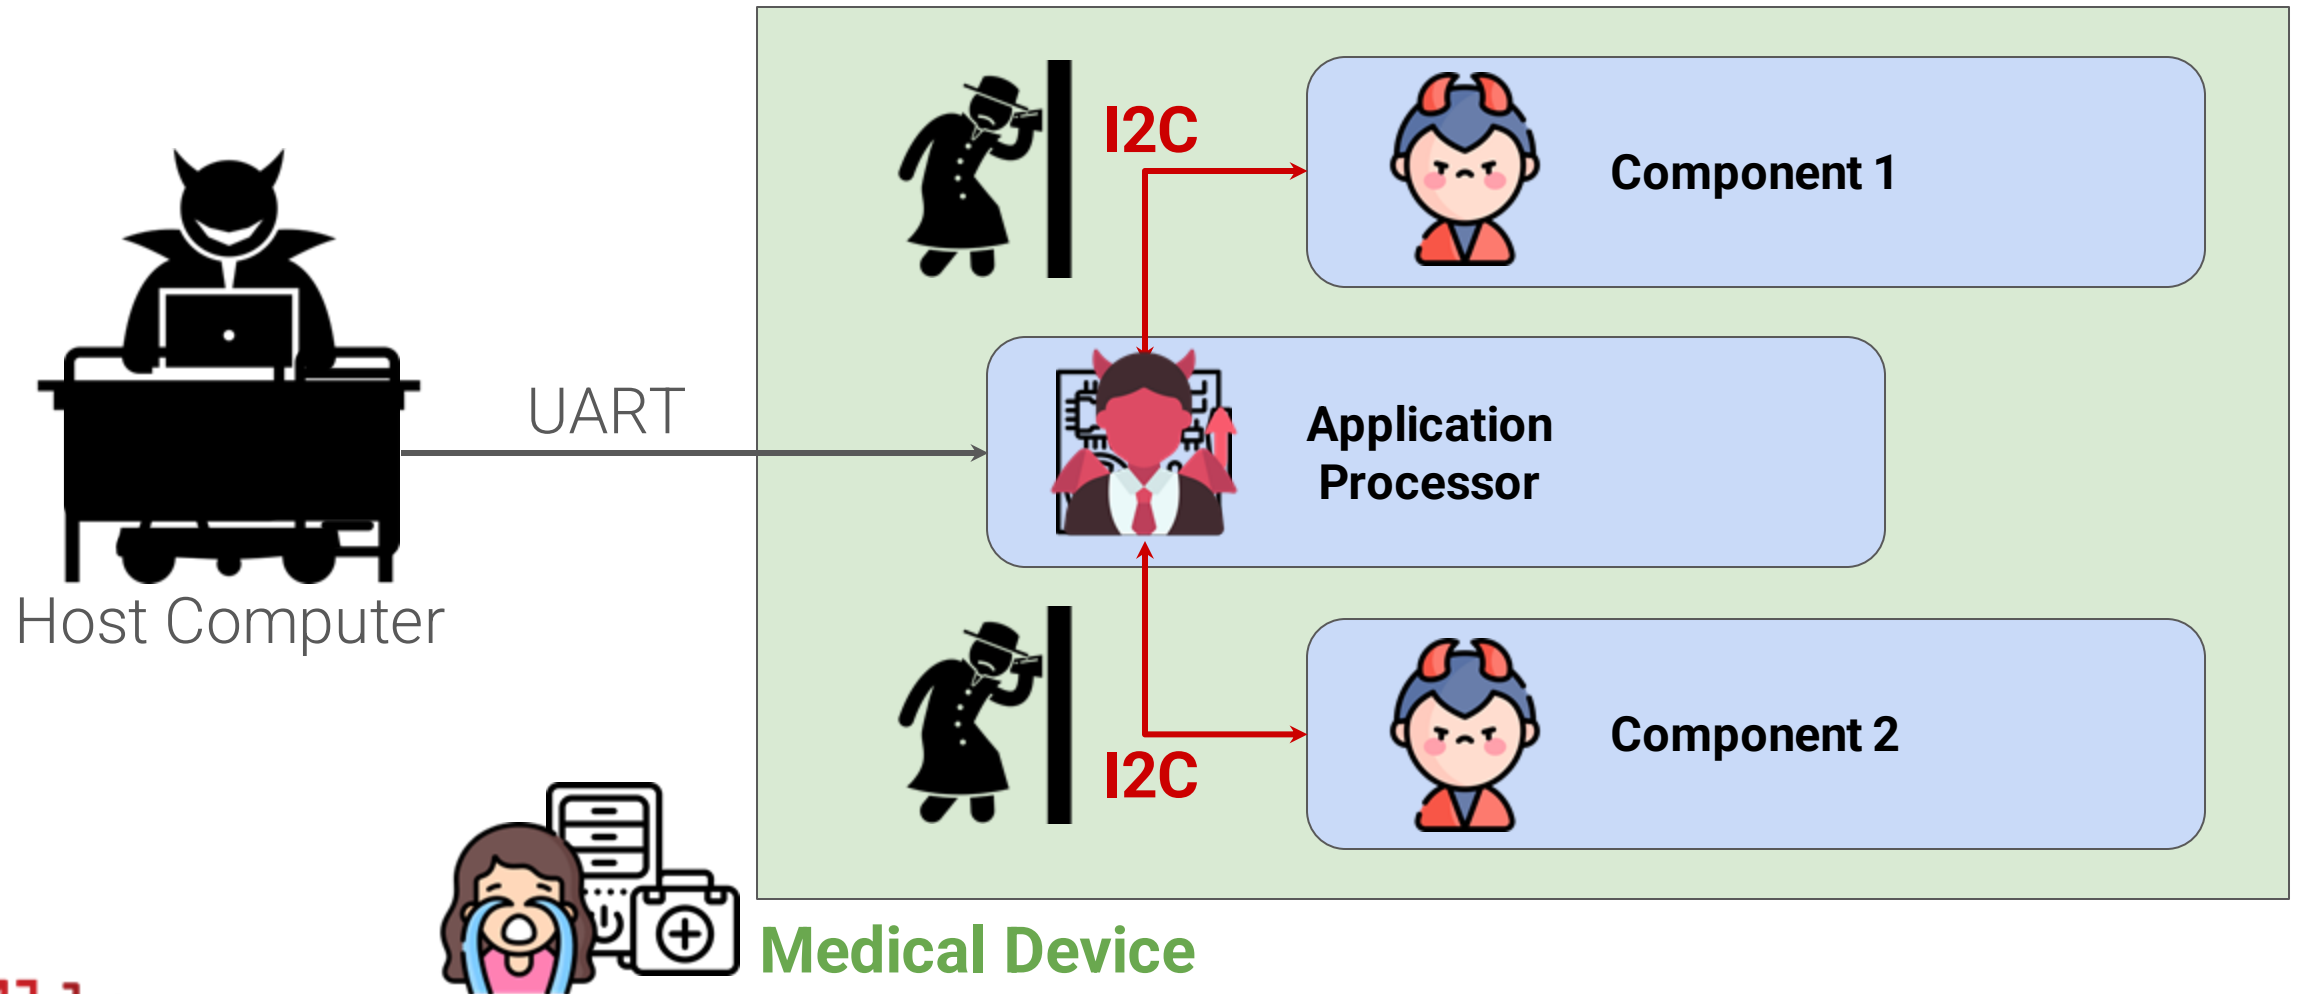 I2C
Component 1
UART
Application
Processor
Host Computer
I2C
Component 2
Medical Device